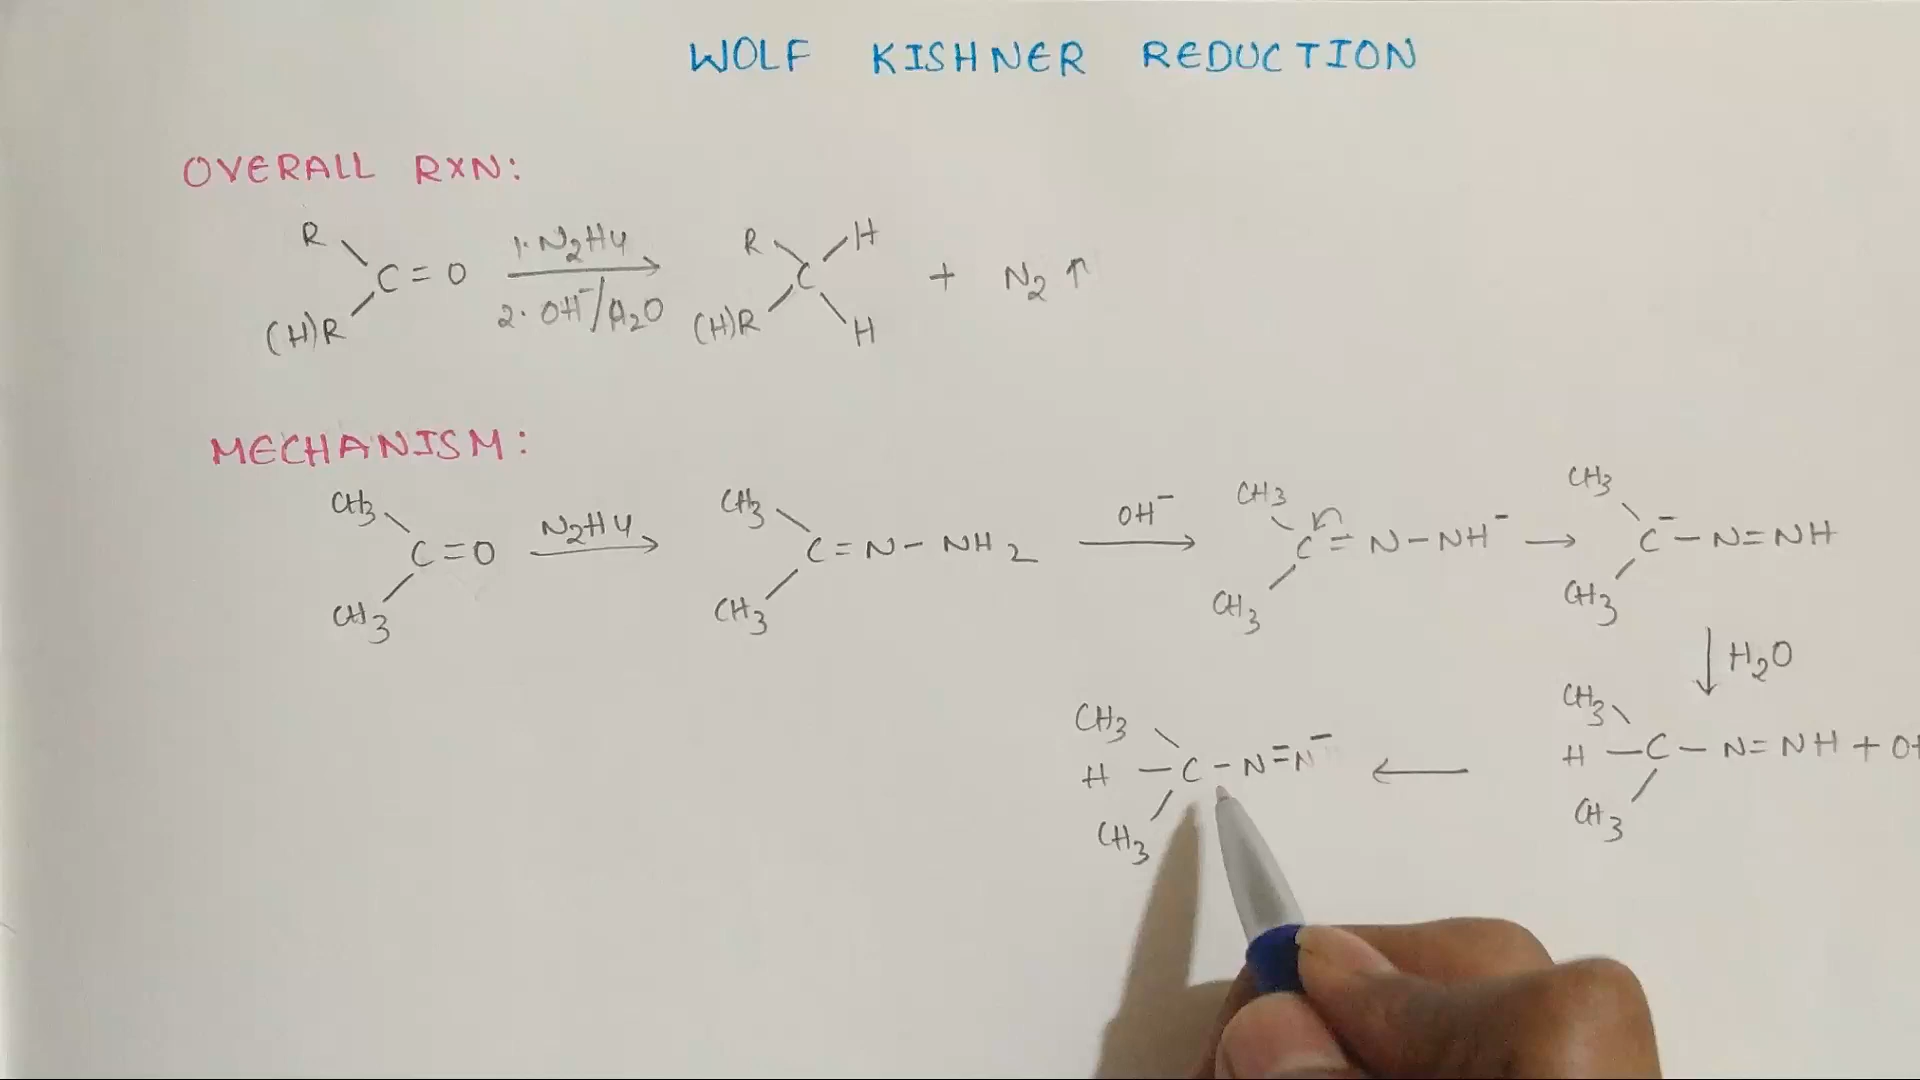 WOLF KISHNER REDUCTION
OVERALL RXN:
R
(H)R
C=O
1. N2H4
2. OH⁻/H2O
R
(H)R
C
H
H
+ N2 ↑
MECHANISM:
CH3
CH3
C=O
N2H4
CH3
CH3
C=N-NH2
OH⁻
CH3
CH3
C=N-NH⁻
CH3
CH3
C⁻-N=NH
H2O
CH3
H-C-N=NH + O
CH3
CH3
H-C-N=N⁻
CH3